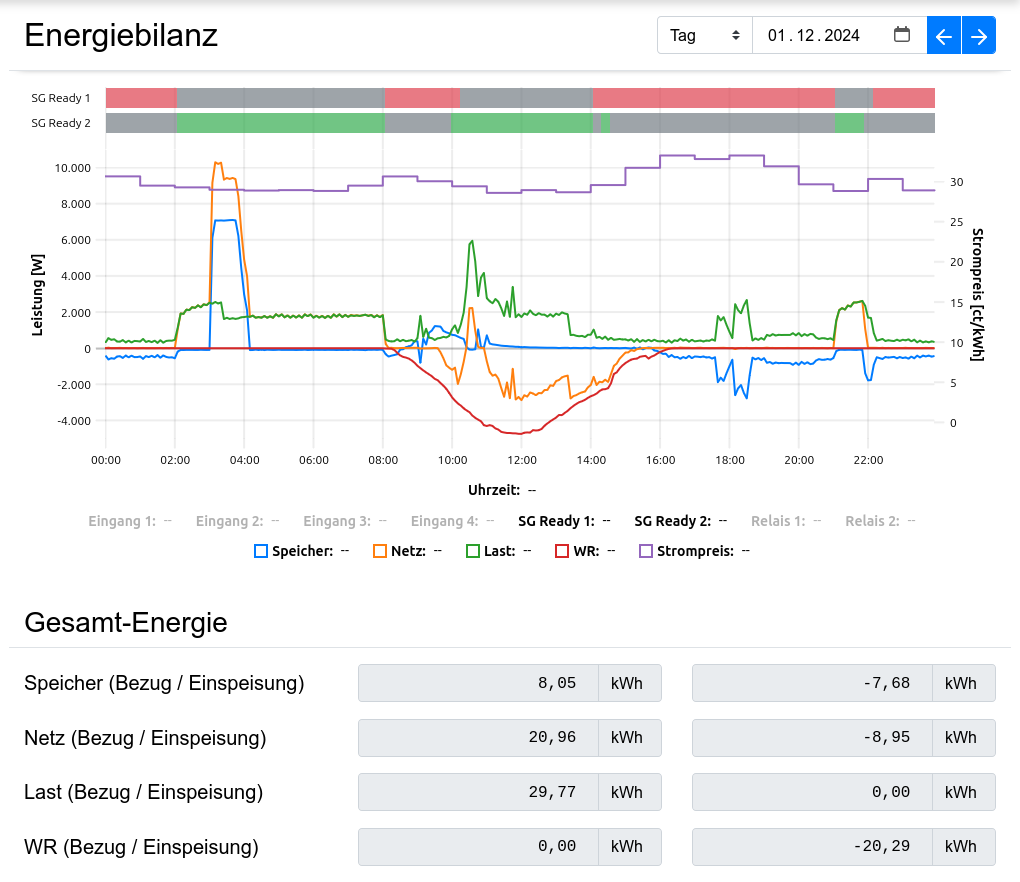 Energiebilanz
Tag 01.12.2024
SG Ready 1
SG Ready 2
10.000
8.000
6.000
4.000
2.000
0
-2.000
-4.000
Leistung [W]
30
25
20
15
10
5
0
Strompreis [ct/kWh]
00:00 02:00 04:00 06:00 08:00 10:00 12:00 14:00 16:00 18:00 20:00 22:00
Uhrzeit: --
Eingang 1: -- Eingang 2: -- Eingang 3: -- Eingang 4: -- SG Ready 1: -- SG Ready 2: -- Relais 1: -- Relais 2: --
Speicher: -- Netz: -- Last: -- WR: -- Strompreis: --
Gesamt-Energie
Speicher (Bezug / Einspeisung) 8,05 kWh -7,68 kWh
Netz (Bezug / Einspeisung) 20,96 kWh -8,95 kWh
Last (Bezug / Einspeisung) 29,77 kWh 0,00 kWh
WR (Bezug / Einspeisung) 0,00 kWh -20,29 kWh